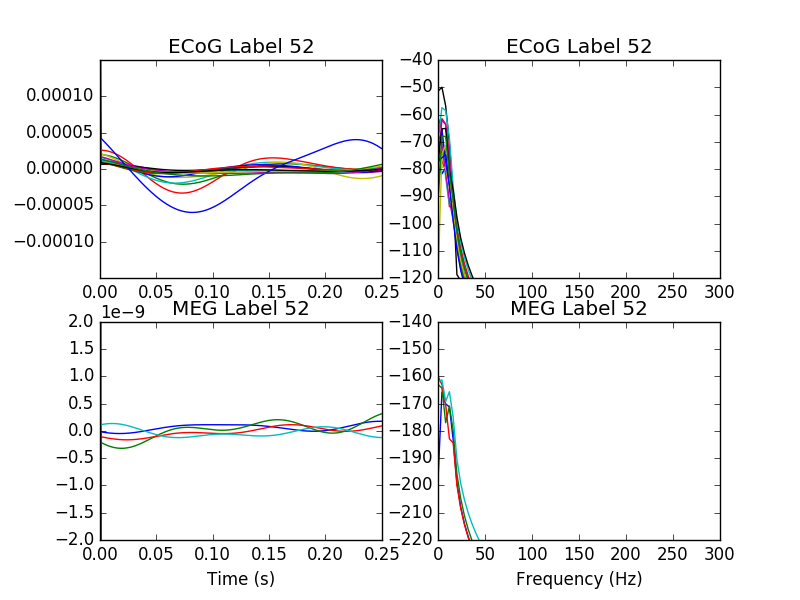 ECoG Label 52
0.00010
0.00005
0.00000
−0.00005
−0.00010
0.00 0.05 0.10 0.15 0.20 0.25
ECoG Label 52
−40
−50
−60
−70
−80
−90
−100
−110
−120
0 50 100 150 200 250 300
MEG Label 52
1e−9
2.0
1.5
1.0
0.5
0.0
−0.5
−1.0
−1.5
−2.0
0.00 0.05 0.10 0.15 0.20 0.25
Time (s)
MEG Label 52
−140
−150
−160
−170
−180
−190
−200
−210
−220
0 50 100 150 200 250 300
Frequency (Hz)